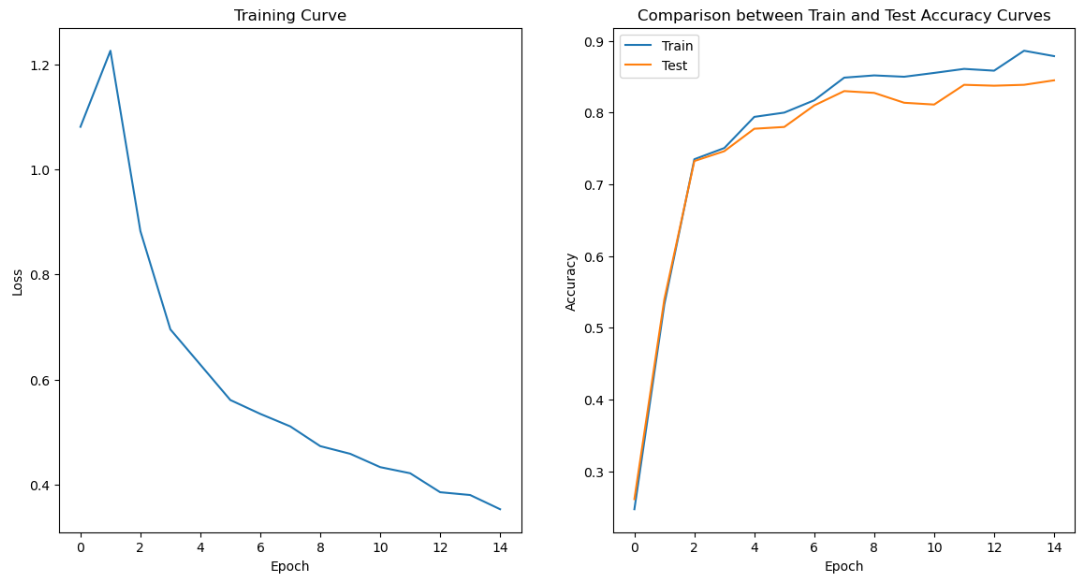 Training Curve
1.2
1.0
0.8
0.6
0.4
Loss
0 2 4 6 8 10 12 14
Epoch
Comparison between Train and Test Accuracy Curves
Train
Test
0.9
0.8
0.7
0.6
0.5
0.4
0.3
Accuracy
0 2 4 6 8 10 12 14
Epoch